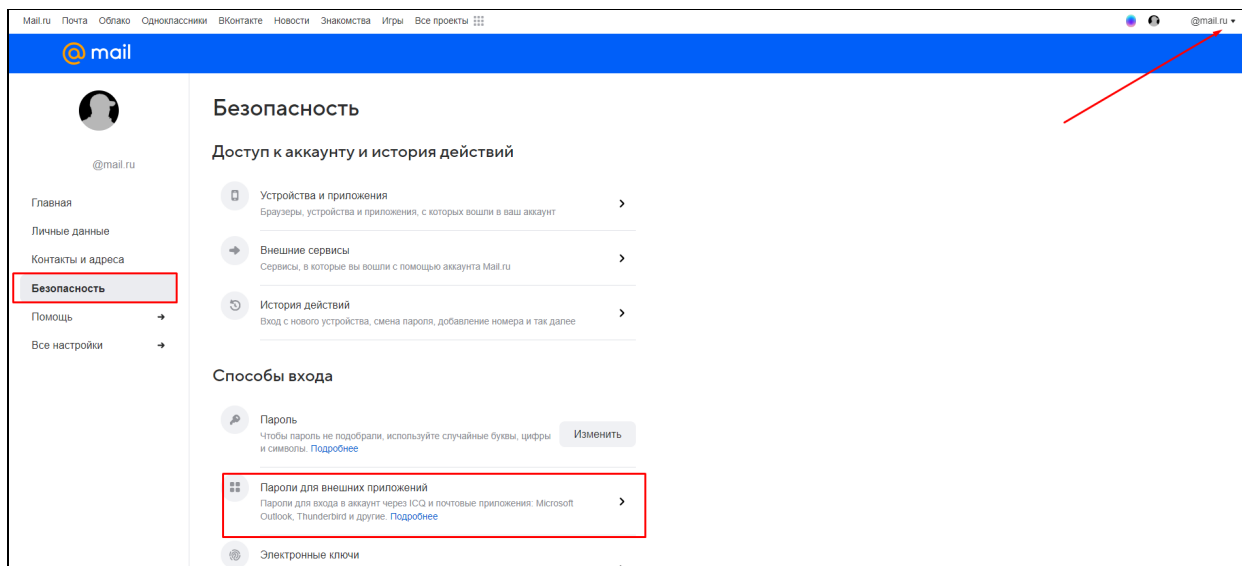 Mail.ru Почта Облако Одноклассники ВКонтакте Новости Знакомства Игры Все проекты
@mail.ru
@mail
Безопасность
Доступ к аккаунту и история действий
@mail.ru
Устройства и приложения
Браузеры, устройства и приложения, с которых вошли в ваш аккаунт
Главная
Личные данные
Внешние сервисы
Сервисы, в которые вы вошли с помощью аккаунта Mail.ru
Контакты и адреса
Безопасность
История действий
Вход с нового устройства, смена пароля, добавление номера и так далее
Помощь
Все настройки
Способы входа
Пароль
Чтобы пароль не подобрали, используйте случайные буквы, цифры
и символы. Подробнее
Изменить
Пароли для внешних приложений
Пароли для входа в аккаунт через ICQ и почтовые приложения: Microsoft
Outlook, Thunderbird и другие. Подробнее
Электронные ключи